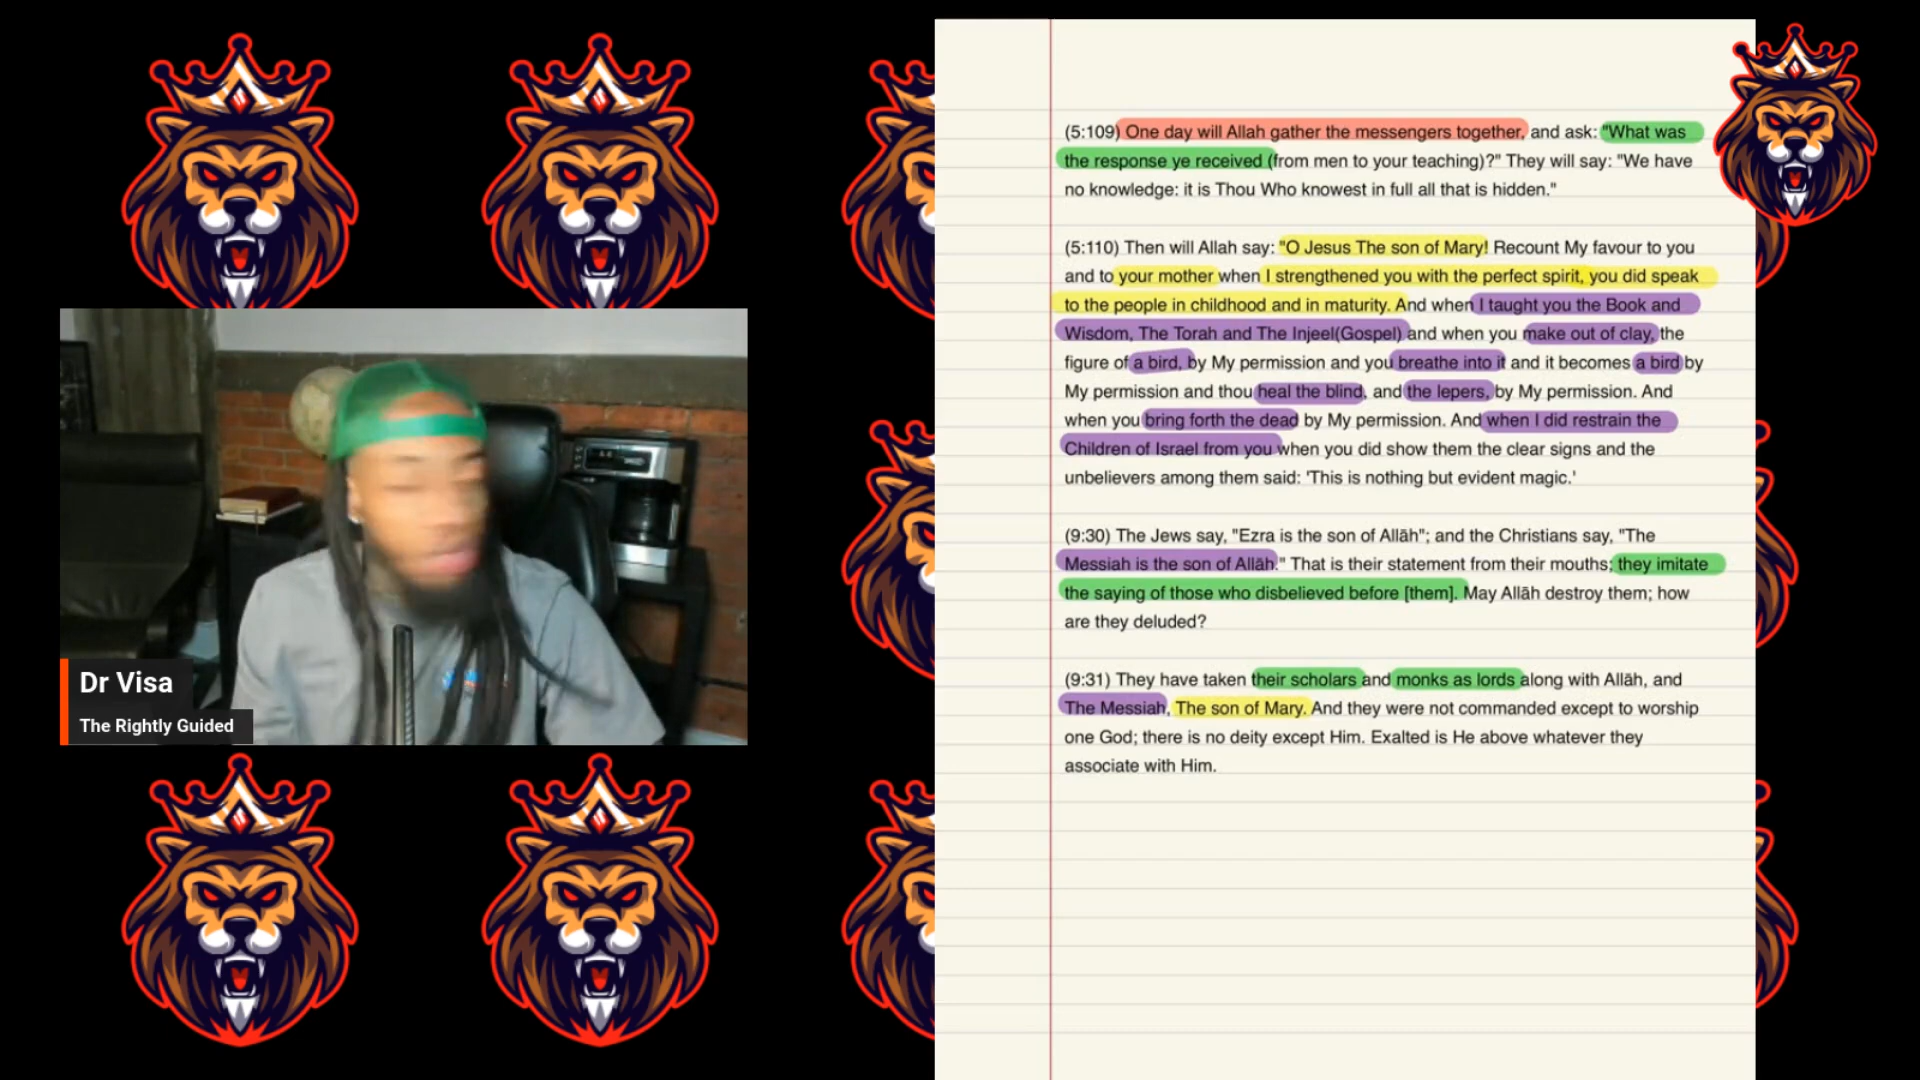 (5:109) One day will Allah gather the messengers together, and ask: "What was
the response ye received (from men to your teaching)?" They will say: "We have
no knowledge: it is Thou Who knowest in full all that is hidden."
(5:110) Then will Allah say: "O Jesus The son of Mary! Recount My favour to you
and to your mother when I strengthened you with the perfect spirit, you did speak
to the people in childhood and in maturity. And when I taught you the Book and
Wisdom, The Torah and The Injeel(Gospel) and when you make out of clay, the
figure of a bird, by My permission and you breathe into it and it becomes a bird by
My permission and thou heal the blind, and the lepers, by My permission. And
when you bring forth the dead by My permission. And when I did restrain the
Children of Israel from you when you did show them the clear signs and the
unbelievers among them said: 'This is nothing but evident magic.'
(9:30) The Jews say, "Ezra is the son of Allāh"; and the Christians say, "The
Messiah is the son of Allāh." That is their statement from their mouths; they imitate
the saying of those who disbelieved before [them]. May Allāh destroy them; how
are they deluded?
(9:31) They have taken their scholars and monks as lords along with Allāh, and
The Messiah, The son of Mary. And they were not commanded except to worship
one God; there is no deity except Him. Exalted is He above whatever they
associate with Him.
Dr Visa
The Rightly Guided